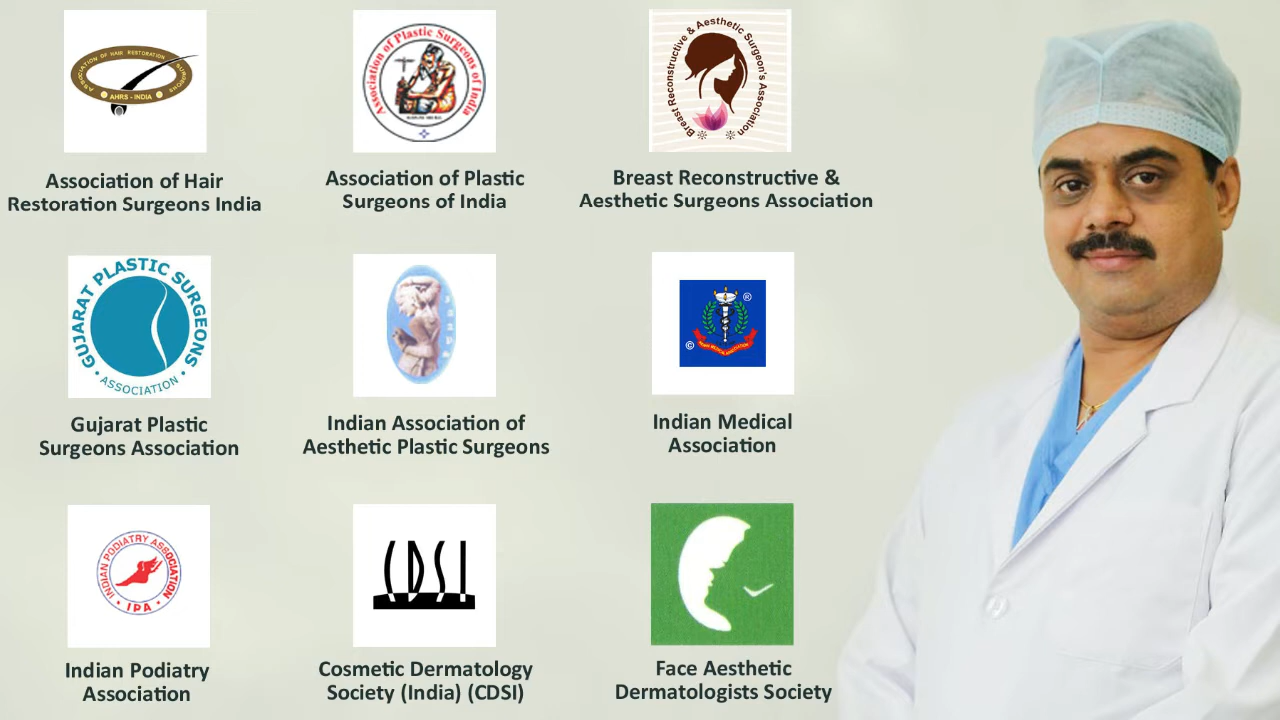 ASSOCIATION OF HAIR RESTORATION SURGEONS
AHRS - INDIA
Association of Hair
Restoration Surgeons India
Association of Plastic Surgeons of India
Association of Plastic
Surgeons of India
Breast Reconstructive & Aesthetic Surgeon's Association
Breast Reconstructive &
Aesthetic Surgeons Association
GUJARAT PLASTIC SURGEONS
• ASSOCIATION •
Gujarat Plastic
Surgeons Association
Indian Association of
Aesthetic Plastic Surgeons
®
©
INDIAN MEDICAL ASSOCIATION
Indian Medical
Association
INDIAN PODIATRY ASSOCIATION
• IPA •
Indian Podiatry
Association
CDSI
Cosmetic Dermatology
Society (India) (CDSI)
Face Aesthetic
Dermatologists Society